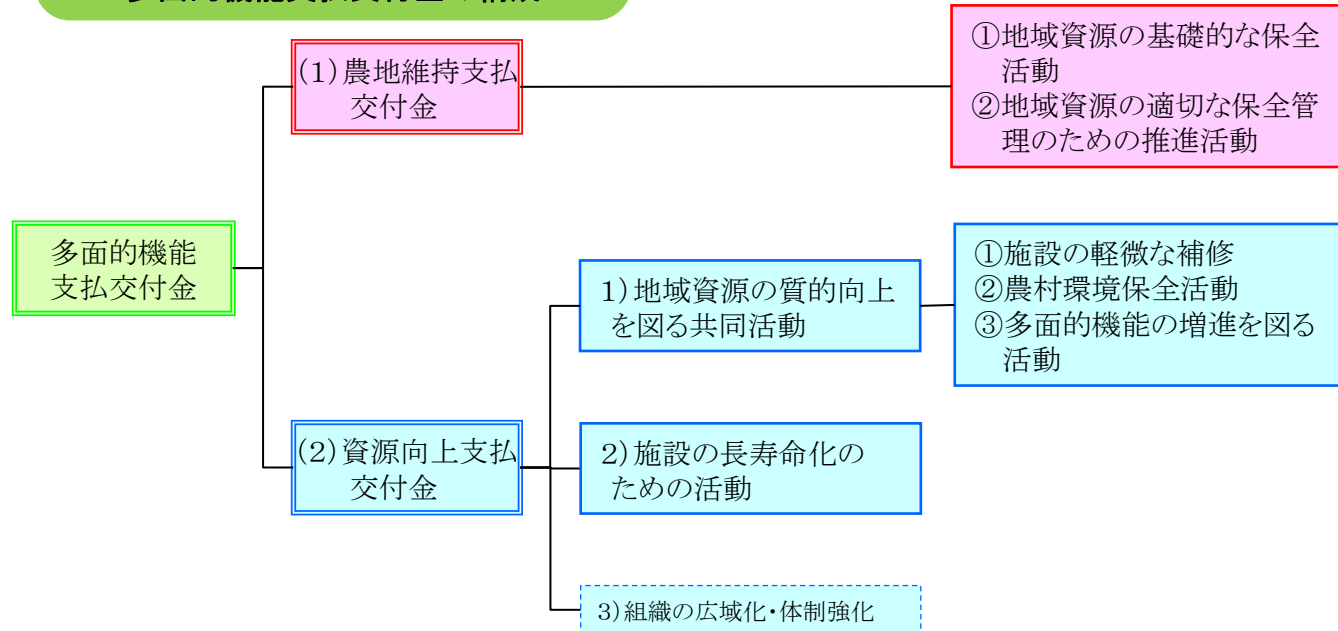 (1)農地維持支払
交付金
①地域資源の基礎的な保全
活動
②地域資源の適切な保全管
理のための推進活動
多面的機能
支払交付金
1)地域資源の質的向上
を図る共同活動
①施設の軽微な補修
②農村環境保全活動
③多面的機能の増進を図る
活動
(2)資源向上支払
交付金
2)施設の長寿命化の
ための活動
3)組織の広域化・体制強化